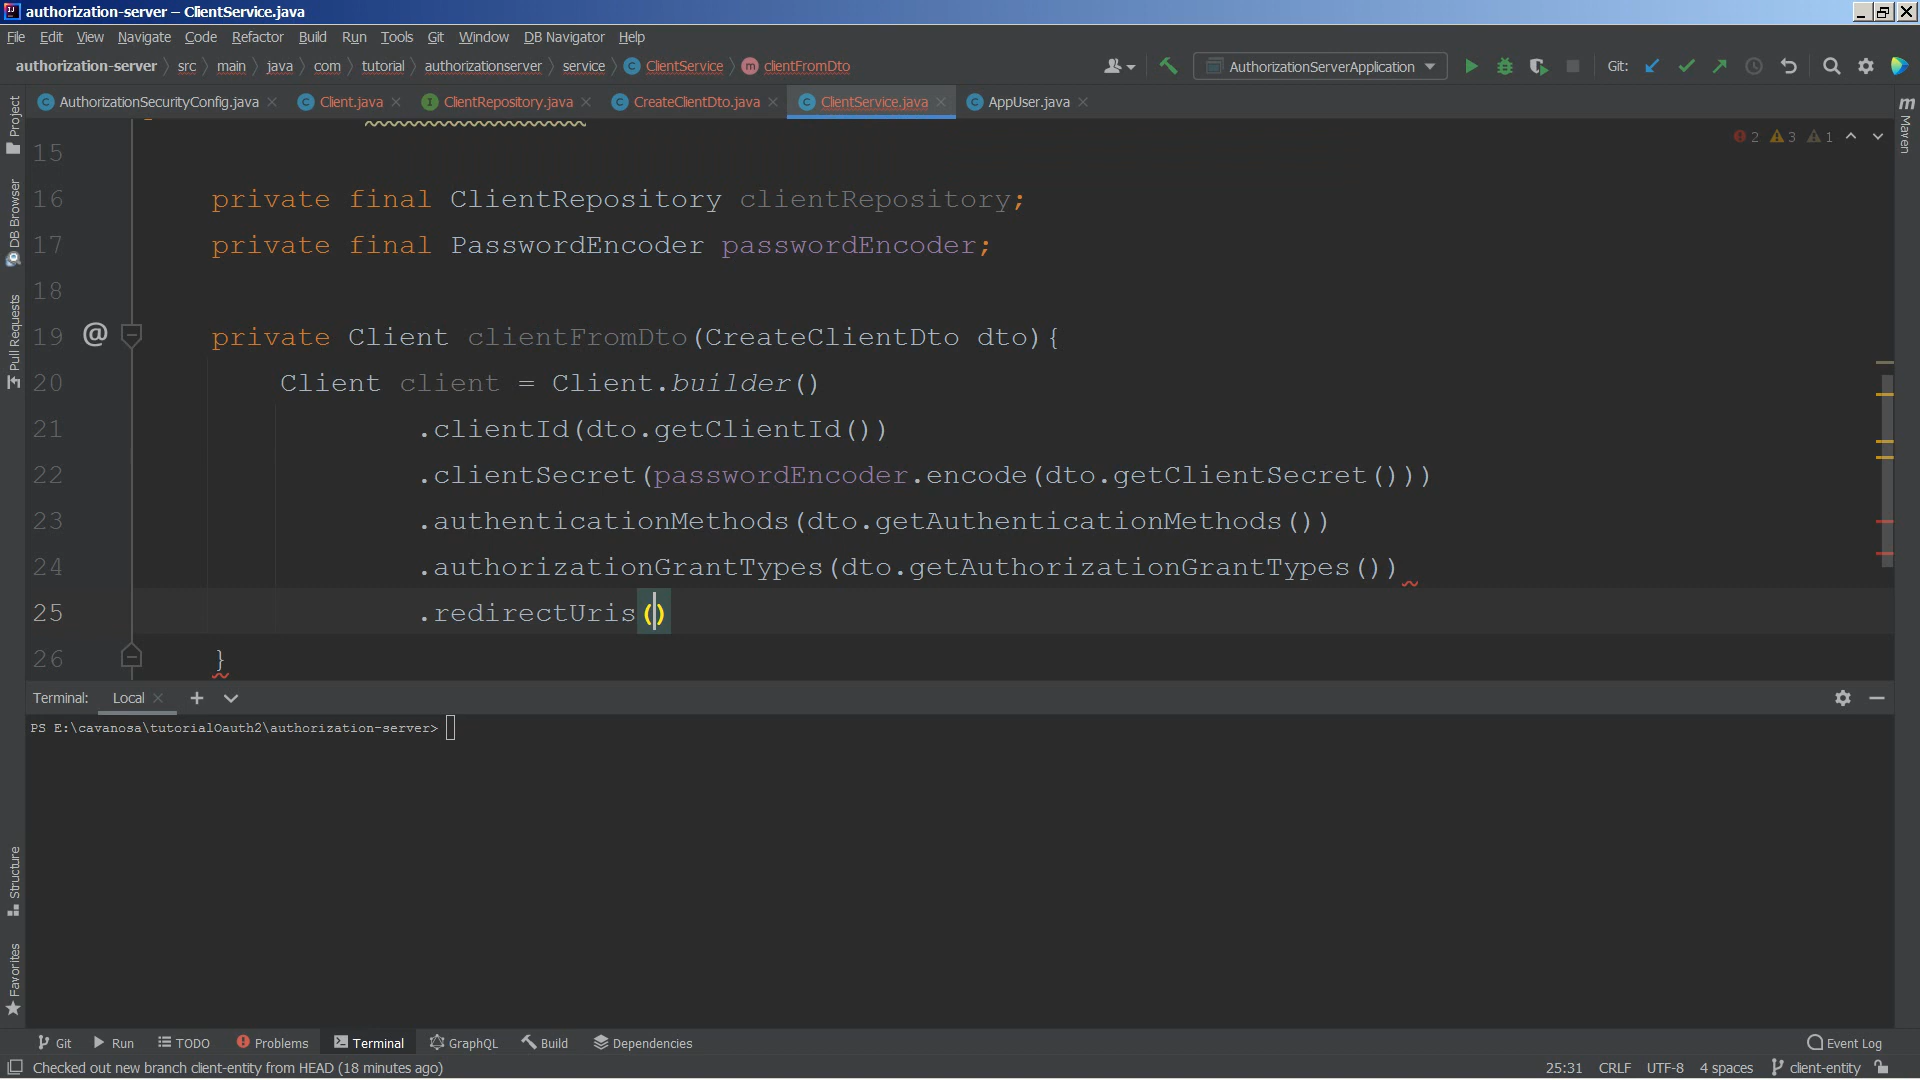 authorization-server – ClientService.java
File Edit View Navigate Code Refactor Build Run Tools Git Window DB Navigator Help
authorization-server src main java com tutorial authorizationserver service ClientService clientFromDto AuthorizationServerApplication Git:
AuthorizationSecurityConfig.java Client.java ClientRepository.java CreateClientDto.java ClientService.java AppUser.java
2 3 1
Project
DB Browser
Pull Requests
Structure
Favorites
Maven
15
16 private final ClientRepository clientRepository;
17 private final PasswordEncoder passwordEncoder;
18
19 @ private Client clientFromDto(CreateClientDto dto){
20 Client client = Client.builder()
21 .clientId(dto.getClientId())
22 .clientSecret(passwordEncoder.encode(dto.getClientSecret()))
23 .authenticationMethods(dto.getAuthenticationMethods())
24 .authorizationGrantTypes(dto.getAuthorizationGrantTypes())
25 .redirectUris()
26 }
Terminal: Local
PS E:\cavanosa\tutorialOauth2\authorization-server>
Git Run TODO Problems Terminal GraphQL Build Dependencies Event Log
Checked out new branch client-entity from HEAD (18 minutes ago) 25:31 CRLF UTF-8 4 spaces client-entity